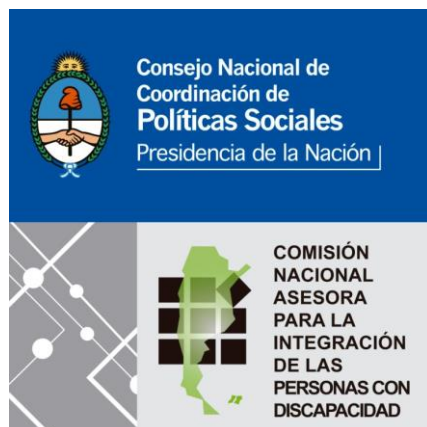 Consejo Nacional de
Coordinación de
Políticas Sociales
Presidencia de la Nación
COMISIÓN
NACIONAL
ASESORA
PARA LA
INTEGRACIÓN
DE LAS
PERSONAS CON
DISCAPACIDAD